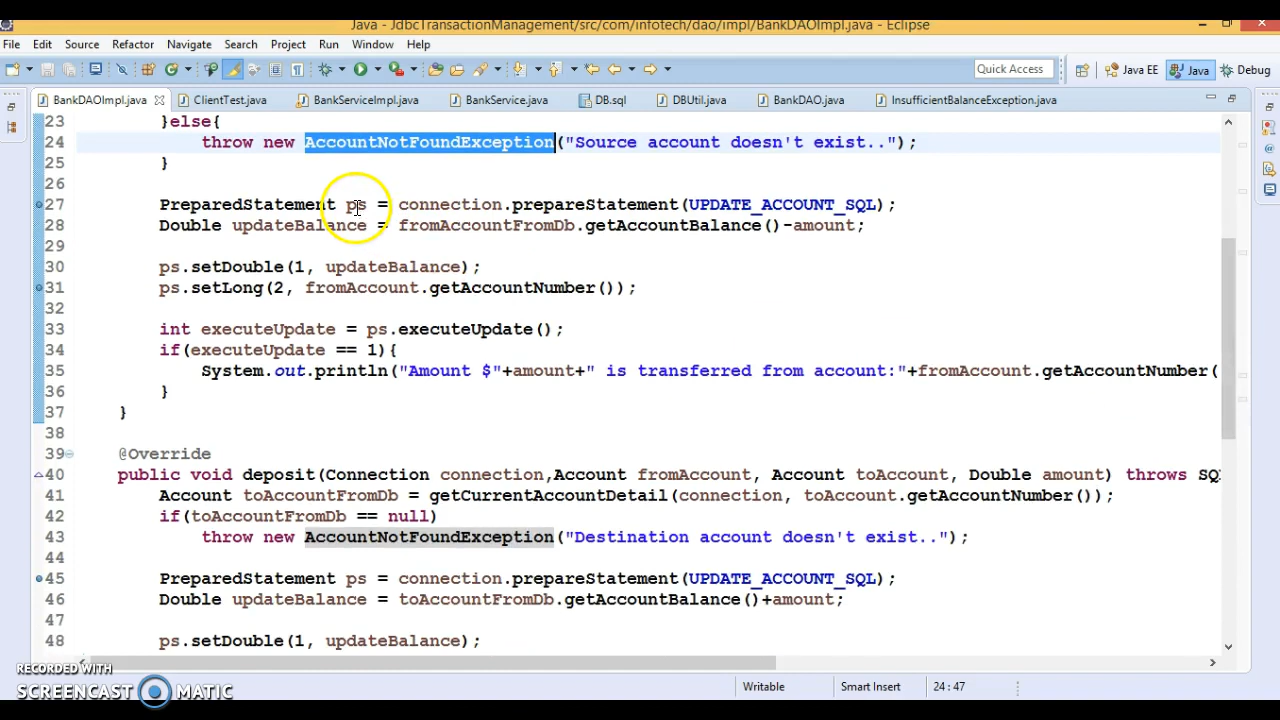 Java - JdbcTransactionManagement/src/com/infotech/dao/impl/BankDAOImpl.java - Eclipse
File Edit Source Refactor Navigate Search Project Run Window Help
Quick Access Java EE Java Debug
BankDAOImpl.java ClientTest.java BankServiceImpl.java BankService.java DB.sql DBUtil.java BankDAO.java InsufficientBalanceException.java
23 }else{
24 throw new AccountNotFoundException("Source account doesn't exist..");
25 }
26
27 PreparedStatement ps = connection.prepareStatement(UPDATE_ACCOUNT_SQL);
28 Double updateBalance = fromAccountFromDb.getAccountBalance()-amount;
29
30 ps.setDouble(1, updateBalance);
31 ps.setLong(2, fromAccount.getAccountNumber());
32
33 int executeUpdate = ps.executeUpdate();
34 if(executeUpdate == 1){
35 System.out.println("Amount $"+amount+" is transferred from account:"+fromAccount.getAccountNumber(
36 }
37 }
38
39 @Override
40 public void deposit(Connection connection,Account fromAccount, Account toAccount, Double amount) throws SQ
41 Account toAccountFromDb = getCurrentAccountDetail(connection, toAccount.getAccountNumber());
42 if(toAccountFromDb == null)
43 throw new AccountNotFoundException("Destination account doesn't exist..");
44
45 PreparedStatement ps = connection.prepareStatement(UPDATE_ACCOUNT_SQL);
46 Double updateBalance = toAccountFromDb.getAccountBalance()+amount;
47
48 ps.setDouble(1, updateBalance);
RECORDED WITH
SCREENCAST MATIC
Writable Smart Insert 24 : 47